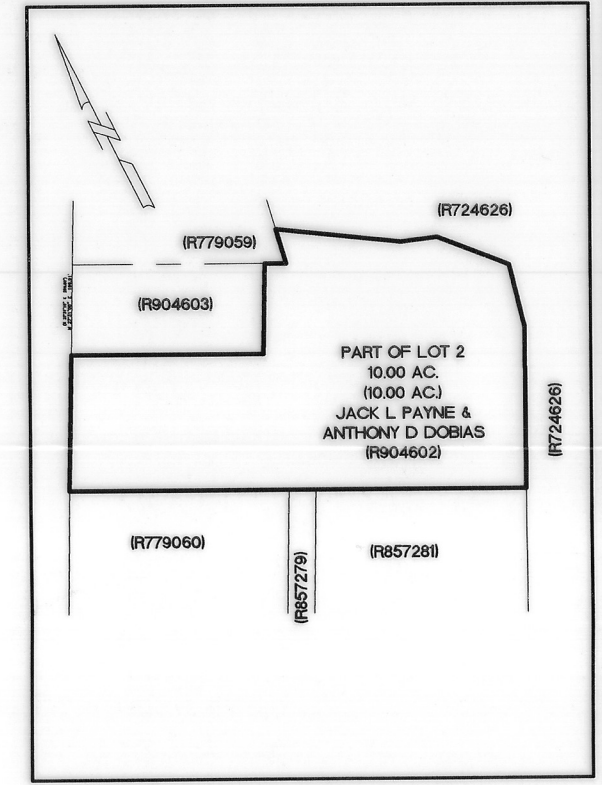 (R724626)
(R779059)
(R904603)
PART OF LOT 2
10.00 AC.
(10.00 AC.)
JACK L PAYNE &
ANTHONY D DOBIAS
(R904602)
(R724626)
(R779060)
(R857279)
(R857281)